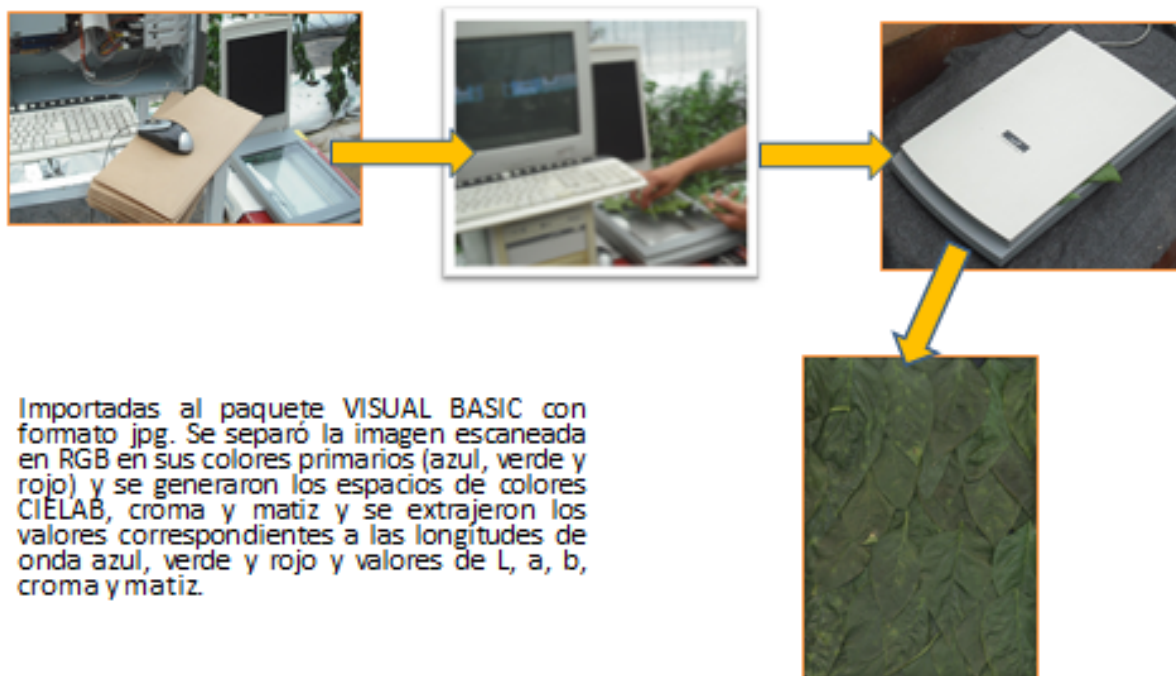 Importadas al paquete VISUAL BASIC con
formato jpg. Se separó la imagen escaneada
en RGB en sus colores primarios (azul, verde y
rojo) y se generaron los espacios de colores
CIELAB, croma y matiz y se extrajeron los
valores correspondientes a las longitudes de
onda azul, verde y rojo y valores de L, a, b,
croma y matiz.